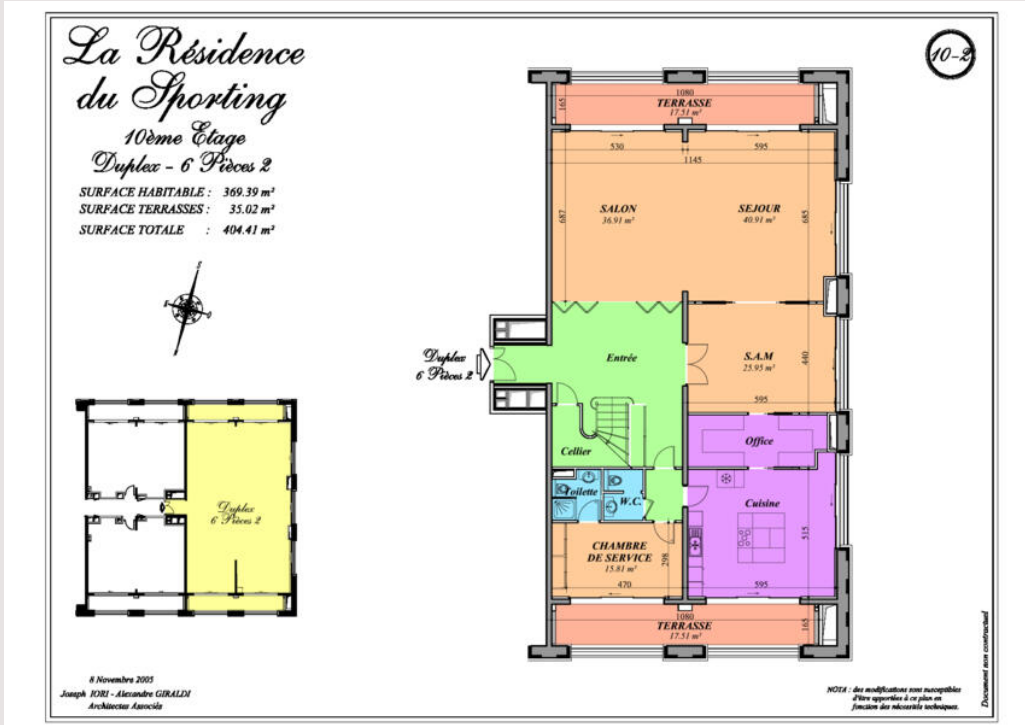 La Résidence
du Sporting
10ème Etage
Duplex - 6 Pièces 2
SURFACE HABITABLE : 369.39 m²
SURFACE TERRASSES : 35.02 m²
SURFACE TOTALE : 404.41 m²
10-2
1080
165
TERRASSE
17.51 m²
530
595
1145
687
SALON
36.91 m²
SEJOUR
40.91 m²
685
Duplex
6 Pièces 2
Entrée
S.A.M
25.95 m²
440
595
Office
Cellier
Toilette
W.C.
Cuisine
515
CHAMBRE
DE SERVICE
15.81 m²
298
470
595
1080
TERRASSE
17.51 m²
165
Duplex
6 Pièces 2
8 Novembre 2005
Joseph IORI - Alexandre GIRALDI
Architectes Associés
NOTA : des modifications sont susceptibles
d'être apportées à ce plan en
fonction des nécessités techniques.
Document non contractuel